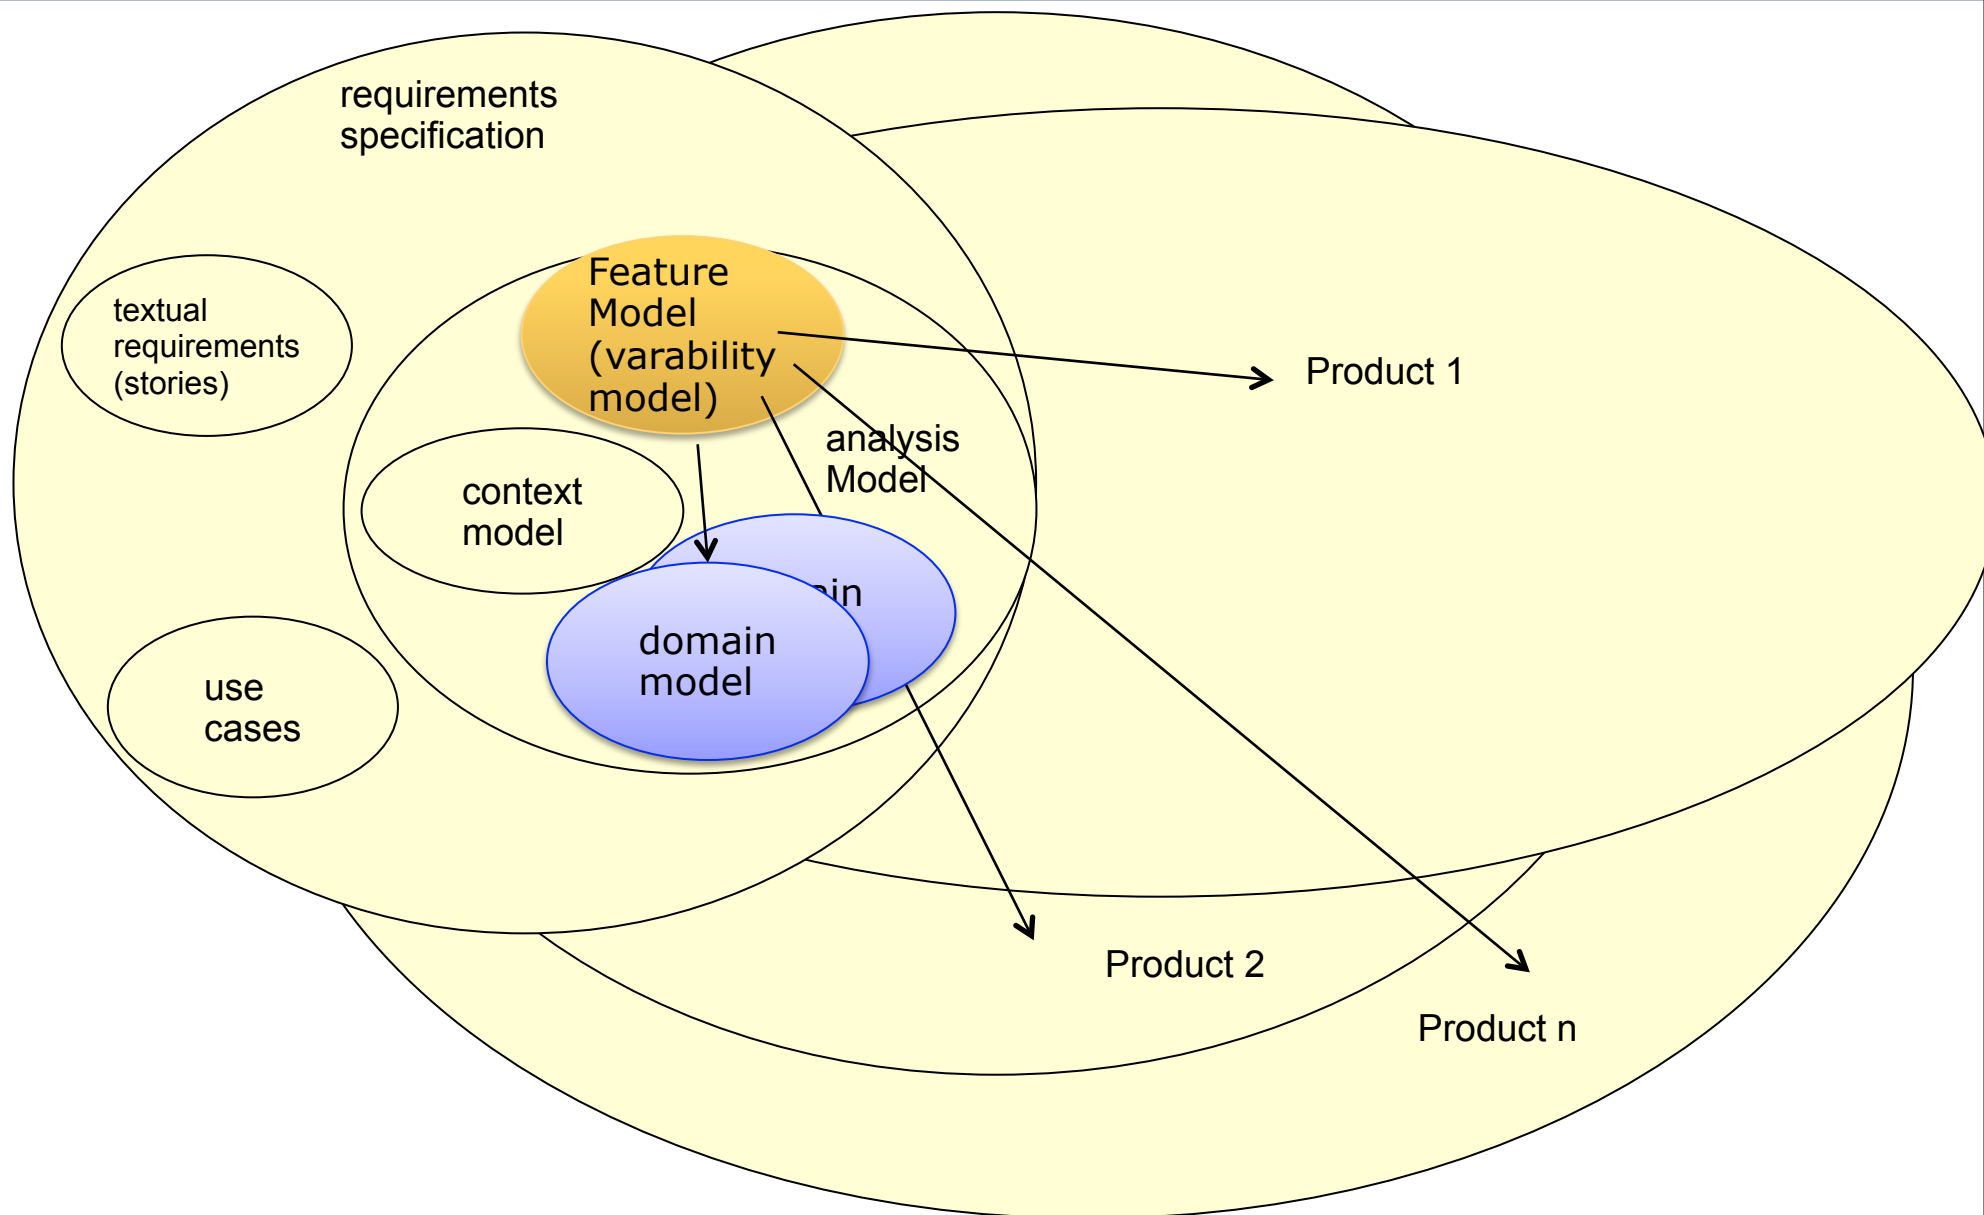 requirements
specification
Feature
Model
(varability
model)
textual
requirements
(stories)
Product 1
analysis
Model
context
model
domain
model
use
cases
Product 2
Product n